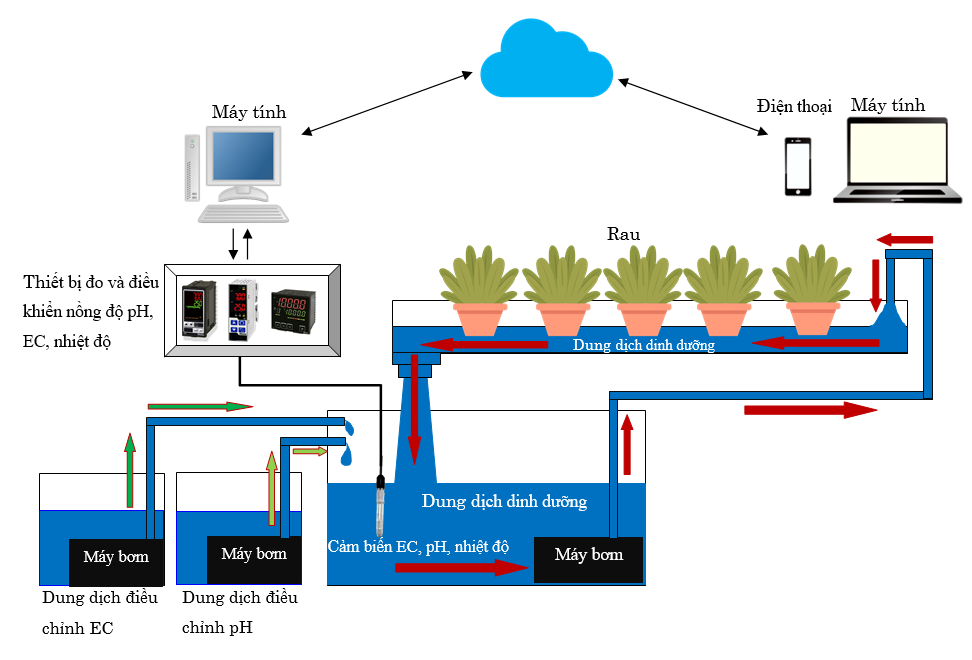 Máy tính
Điện thoại
Máy tính
Rau
Thiết bị đo và điều
khiển nồng độ pH,
EC, nhiệt độ
Dung dịch dinh dưỡng
Dung dịch dinh dưỡng
Cảm biến EC, pH, nhiệt độ
Máy bơm
Máy bơm
Máy bơm
Dung dịch điều
chỉnh EC
Dung dịch điều
chỉnh pH